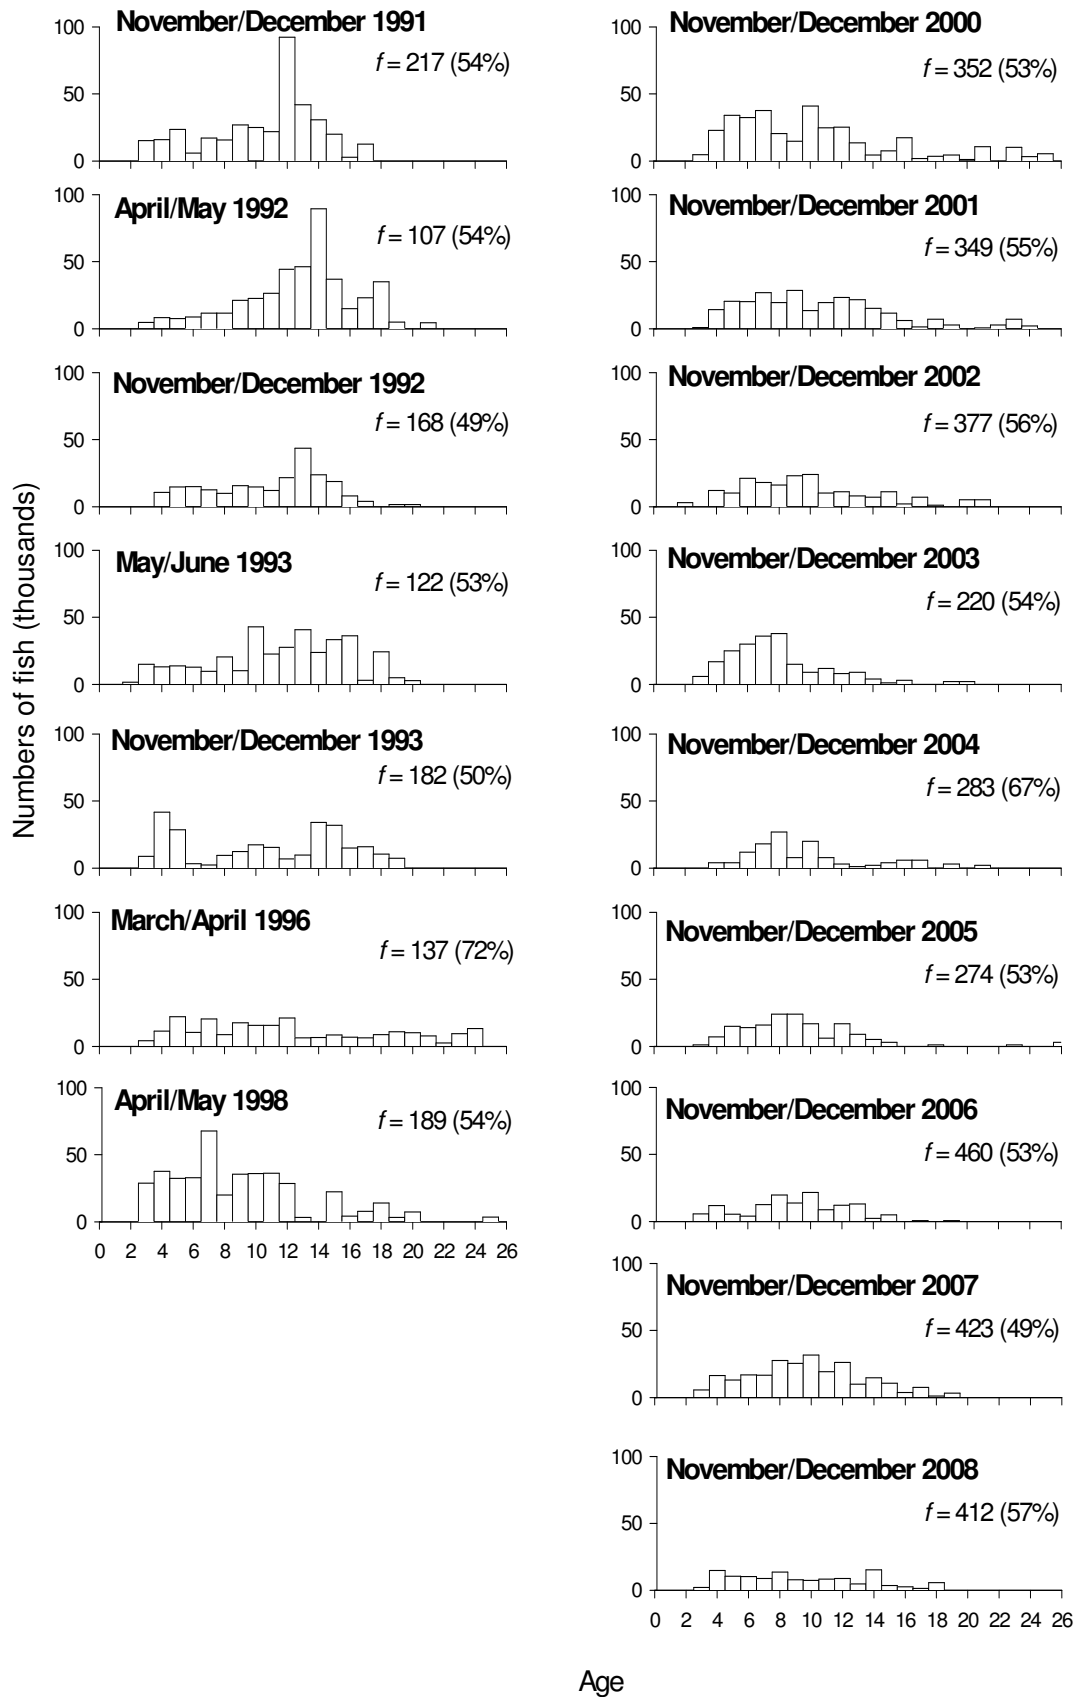 Numbers of fish (thousands)
November/December 1991
f = 217 (54%)
100
50
0
April/May 1992
f = 107 (54%)
100
50
0
November/December 1992
f = 168 (49%)
100
50
0
May/June 1993
f = 122 (53%)
100
50
0
November/December 1993
f = 182 (50%)
100
50
0
March/April 1996
f = 137 (72%)
100
50
0
April/May 1998
f = 189 (54%)
100
50
0
0 2 4 6 8 10 12 14 16 18 20 22 24 26
November/December 2000
f = 352 (53%)
100
50
0
November/December 2001
f = 349 (55%)
100
50
0
November/December 2002
f = 377 (56%)
100
50
0
November/December 2003
f = 220 (54%)
100
50
0
November/December 2004
f = 283 (67%)
100
50
0
November/December 2005
f = 274 (53%)
100
50
0
November/December 2006
f = 460 (53%)
100
50
0
November/December 2007
f = 423 (49%)
100
50
0
November/December 2008
f = 412 (57%)
100
50
0
0 2 4 6 8 10 12 14 16 18 20 22 24 26
Age